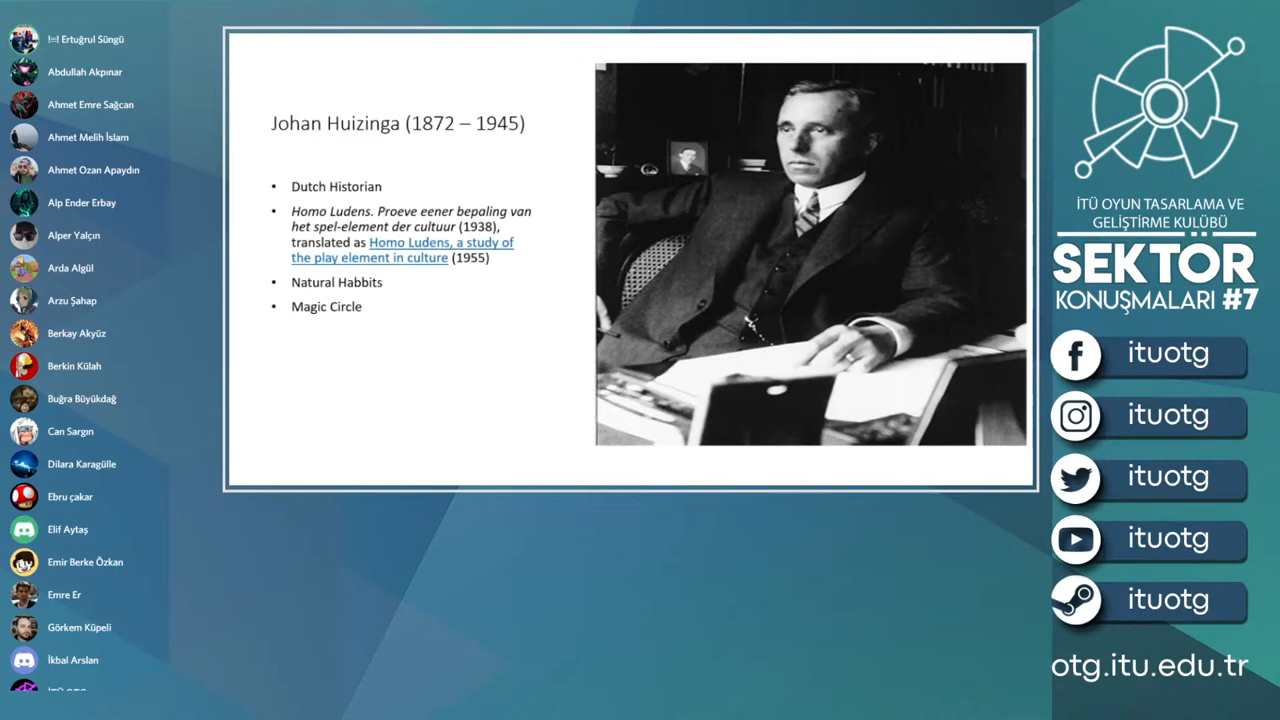 !=! Ertuğrul Süngü
Abdullah Akpınar
Ahmet Emre Sağcan
Ahmet Melih İslam
Ahmet Ozan Apaydın
Alp Ender Erbay
Alper Yalçın
Arda Algül
Arzu Şahap
Berkay Akyüz
Berkin Külah
Buğra Büyükdağ
Can Sargın
Dilara Karagülle
Ebru çakar
Elif Aytaş
Emir Berke Özkan
Emre Er
Görkem Küpeli
İkbal Arslan
Johan Huizinga (1872 – 1945)
• Dutch Historian
• Homo Ludens. Proeve eener bepaling van
het spel-element der cultuur (1938),
translated as Homo Ludens, a study of
the play element in culture (1955)
• Natural Habbits
• Magic Circle
İTÜ OYUN TASARLAMA VE
GELİŞTİRME KULÜBÜ
SEKTÖR
KONUŞMALARI #7
ituotg
ituotg
ituotg
ituotg
ituotg
otg.itu.edu.tr